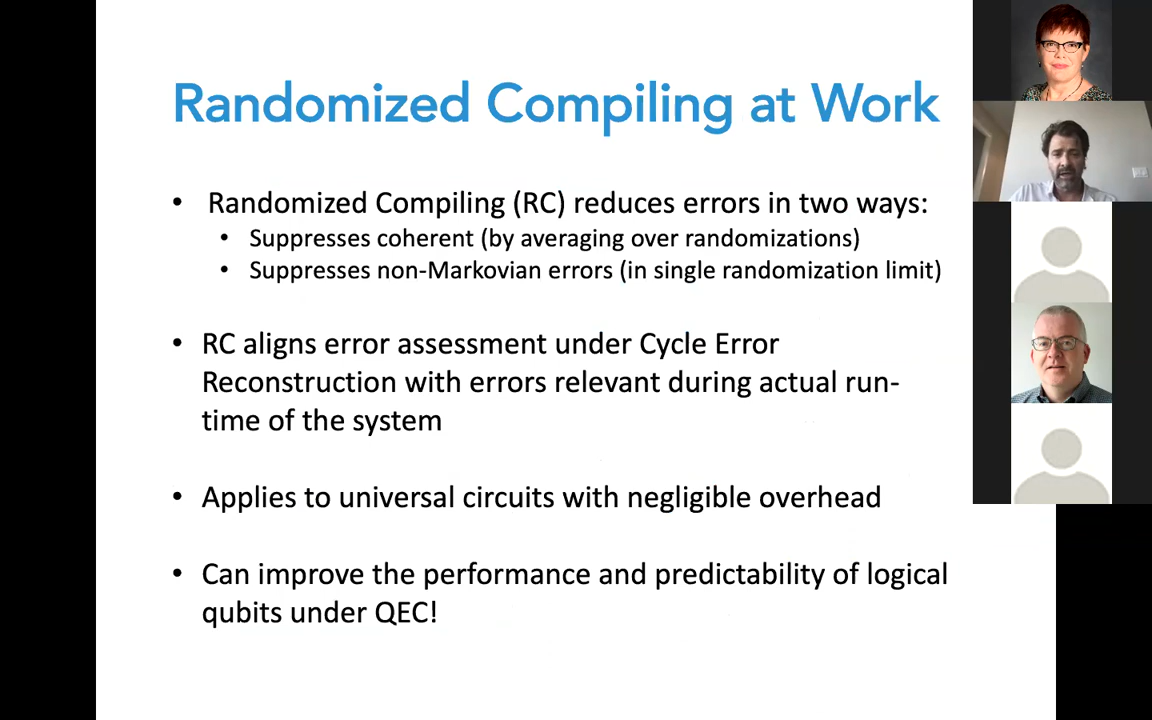 Randomized Compiling at Work
• Randomized Compiling (RC) reduces errors in two ways:
• Suppresses coherent (by averaging over randomizations)
• Suppresses non-Markovian errors (in single randomization limit)
• RC aligns error assessment under Cycle Error
Reconstruction with errors relevant during actual run-
time of the system
• Applies to universal circuits with negligible overhead
• Can improve the performance and predictability of logical
qubits under QEC!